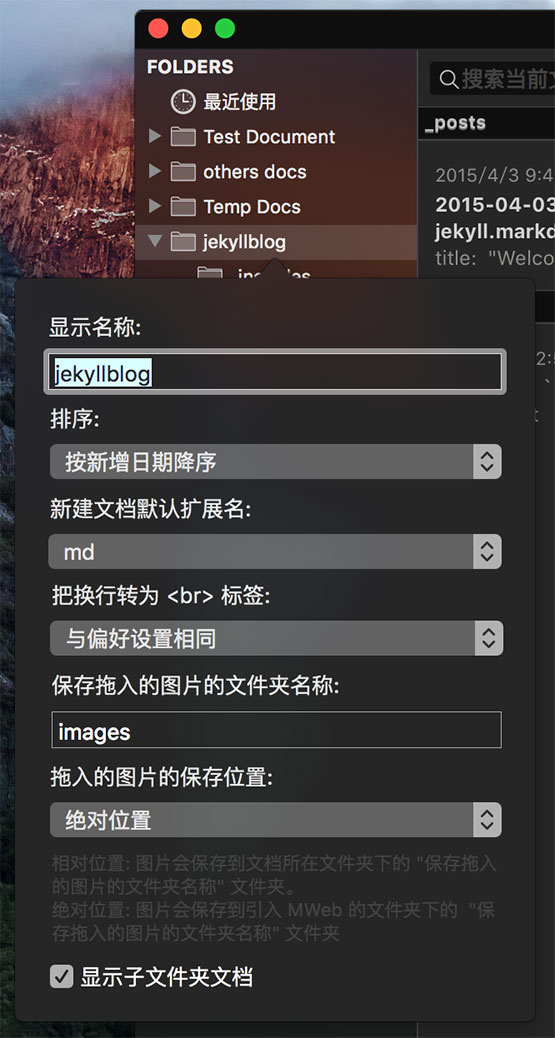 FOLDERS
最近使用
搜索当前
Test Document
_posts
others docs
2015/4/3 9:4
Temp Docs
2015-04-03
jekyllblog
jekyll.markd
title: "Welco
显示名称:
jekyllblog
排序:
按新增日期降序
新建文档默认扩展名:
md
把换行转为 <br> 标签:
与偏好设置相同
保存拖入的图片的文件夹名称:
images
拖入的图片的保存位置:
绝对位置
相对位置: 图片会保存到文档所在文件夹下的 "保存拖入
的图片的文件夹名称" 文件夹。
绝对位置: 图片会保存到引入 MWeb 的文件夹下的 "保
存拖入的图片的文件夹名称" 文件夹
显示子文件夹文档